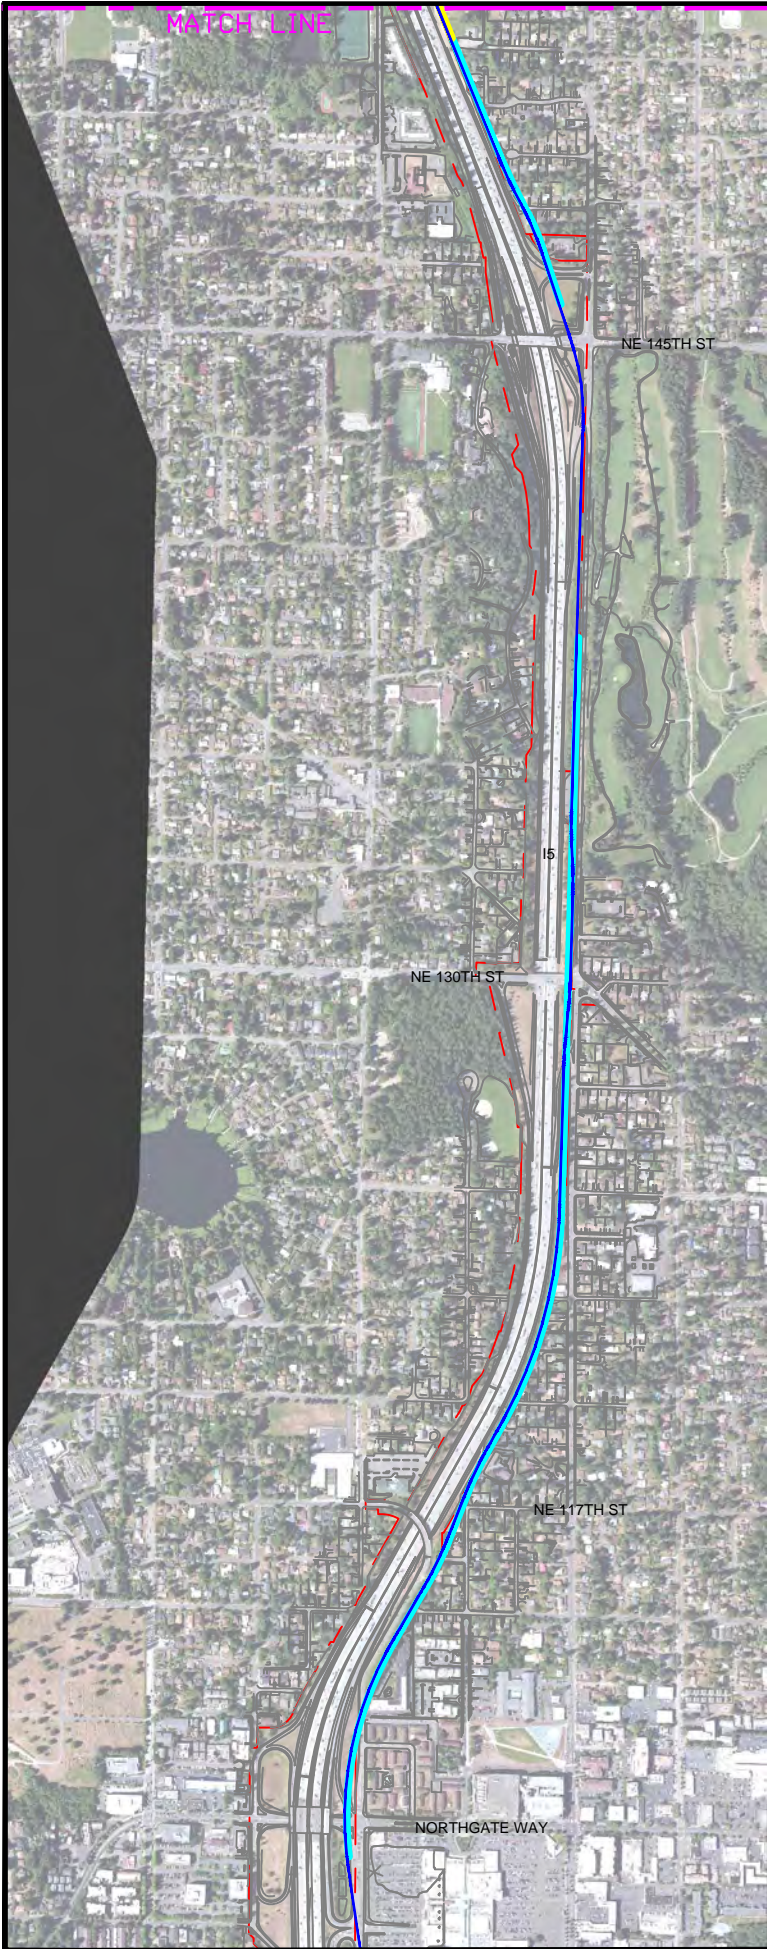 MATCH LINE
NE 145TH ST
I5
NE 130TH ST
NE 117TH ST
NORTHGATE WAY